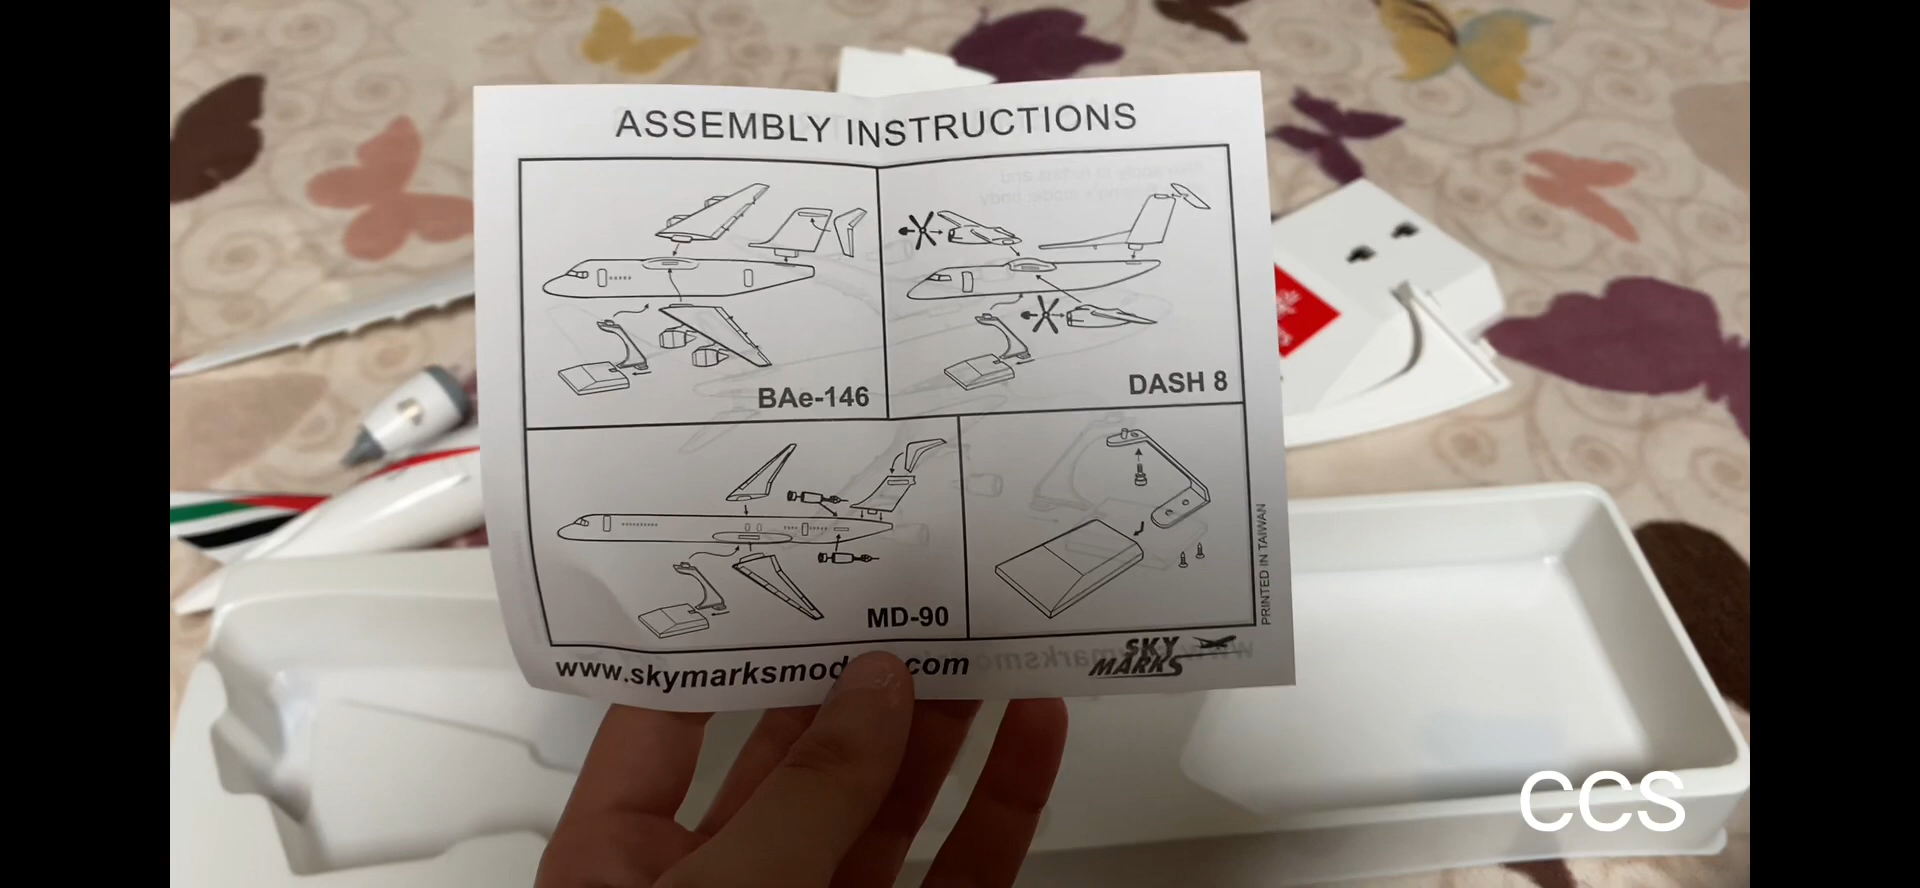 ASSEMBLY INSTRUCTIONS
BAe-146
DASH 8
MD-90
PRINTED IN TAIWAN
www.skymarksmod com
SKY
MARKS
CCS